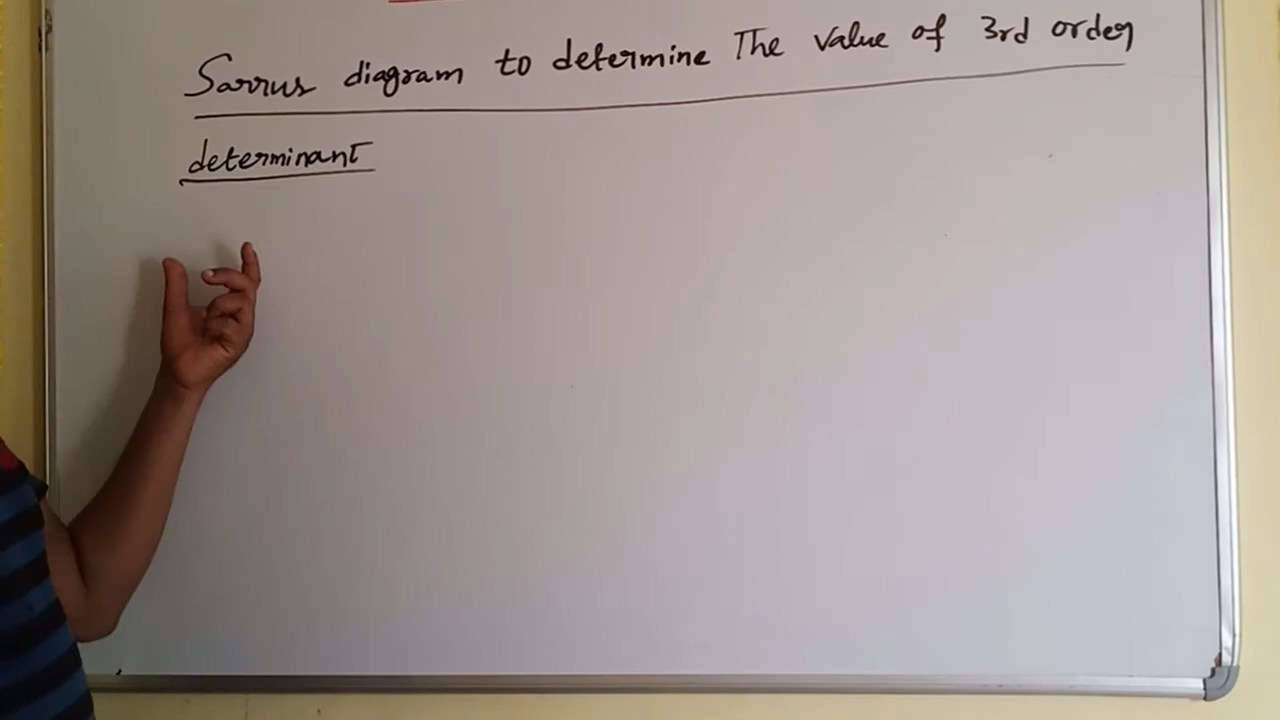 Sarrus diagram to determine The value of 3rd order
determinant